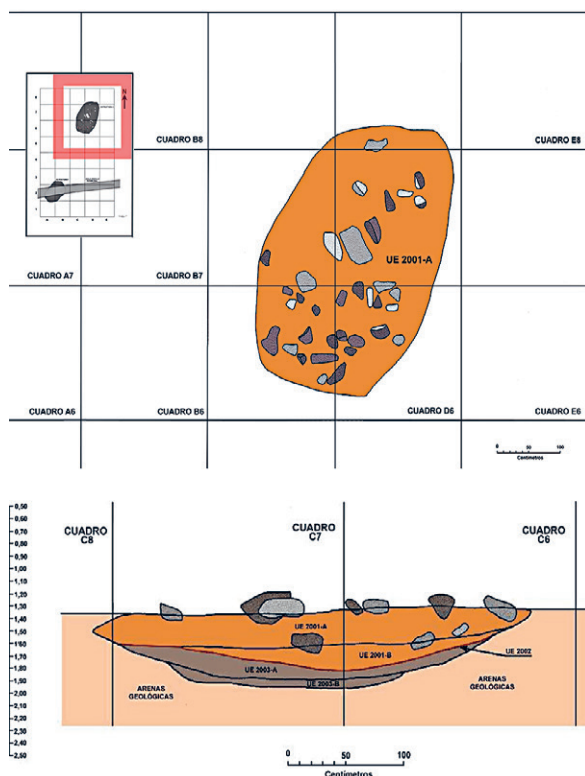 N
CUADRO B8
CUADRO E8
UE 2001-A
CUADRO A7
CUADRO B7
CUADRO A6
CUADRO B6
CUADRO D6
CUADRO E6
0 50 100
Centímetros
0,50
0,60
0,70
0,80
0,90
1,00
1,10
1,20
1,30
1,40
1,50
1,60
1,70
1,80
1,90
2,00
2,10
2,20
2,30
2,40
2,50
CUADRO
C8
CUADRO
C7
CUADRO
C6
UE 2001-A
UE 2001-B
UE 2002
UE 2003-A
UE 2003-B
ARENAS
GEOLÓGICAS
ARENAS
GEOLÓGICAS
0 50 100
Centímetros